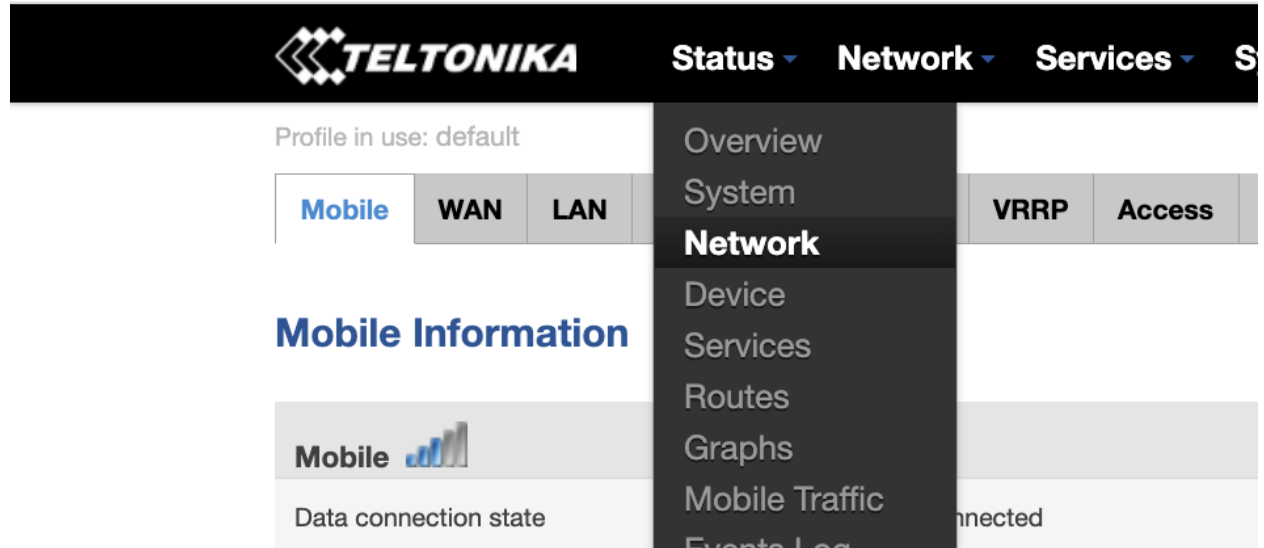 TELTONIKA Status Network Services
Profile in use: default
Mobile WAN LAN VRRP Access
Overview
System
Network
Device
Services
Routes
Graphs
Mobile Traffic
Mobile Information
Mobile
Data connection state